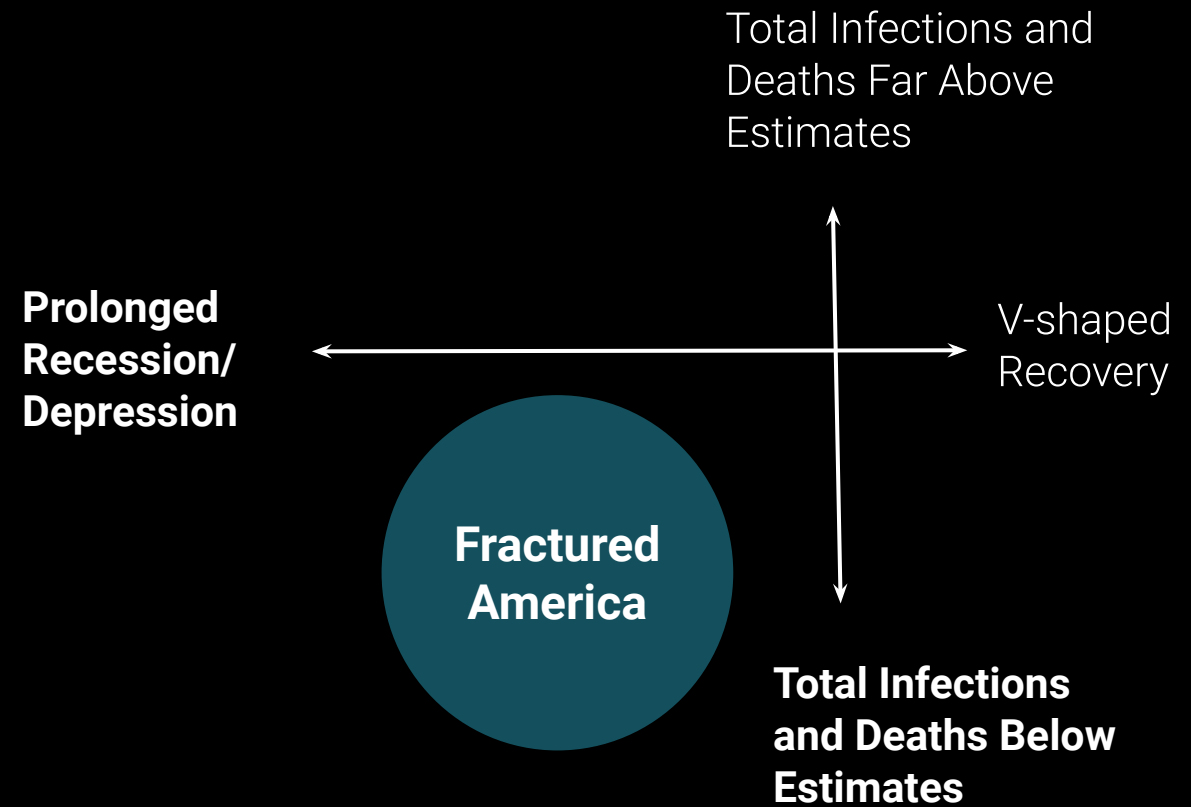 Total Infections and
Deaths Far Above
Estimates
Prolonged
Recession/
Depression
V-shaped
Recovery
Fractured
America
Total Infections
and Deaths Below
Estimates